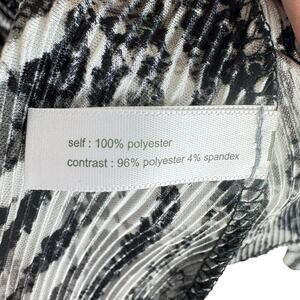 self : 100% polyester
contrast : 96% polyester 4% spandex